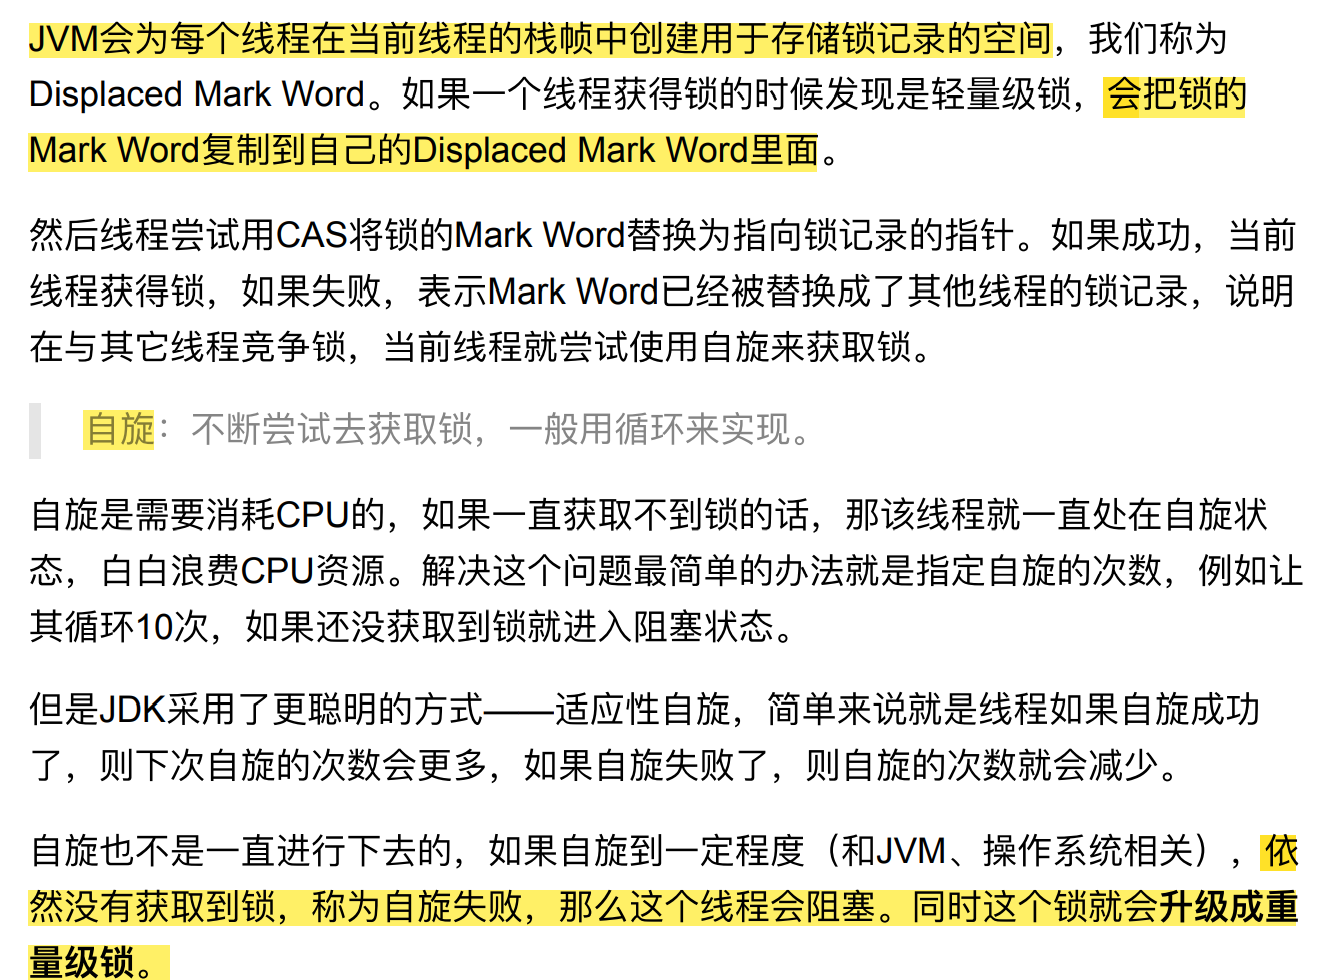 JVM会为每个线程在当前线程的栈帧中创建用于存储锁记录的空间，我们称为
Displaced Mark Word。如果一个线程获得锁的时候发现是轻量级锁，会把锁的
Mark Word复制到自己的Displaced Mark Word里面。
然后线程尝试用CAS将锁的Mark Word替换为指向锁记录的指针。如果成功，当前
线程获得锁，如果失败，表示Mark Word已经被替换成了其他线程的锁记录，说明
在与其它线程竞争锁，当前线程就尝试使用自旋来获取锁。
自旋：不断尝试去获取锁，一般用循环来实现。
自旋是需要消耗CPU的，如果一直获取不到锁的话，那该线程就一直处在自旋状
态，白白浪费CPU资源。解决这个问题最简单的办法就是指定自旋的次数，例如让
其循环10次，如果还没获取到锁就进入阻塞状态。
但是JDK采用了更聪明的方式——适应性自旋，简单来说就是线程如果自旋成功
了，则下次自旋的次数会更多，如果自旋失败了，则自旋的次数就会减少。
自旋也不是一直进行下去的，如果自旋到一定程度（和JVM、操作系统相关），依
然没有获取到锁，称为自旋失败，那么这个线程会阻塞。同时这个锁就会升级成重
量级锁。